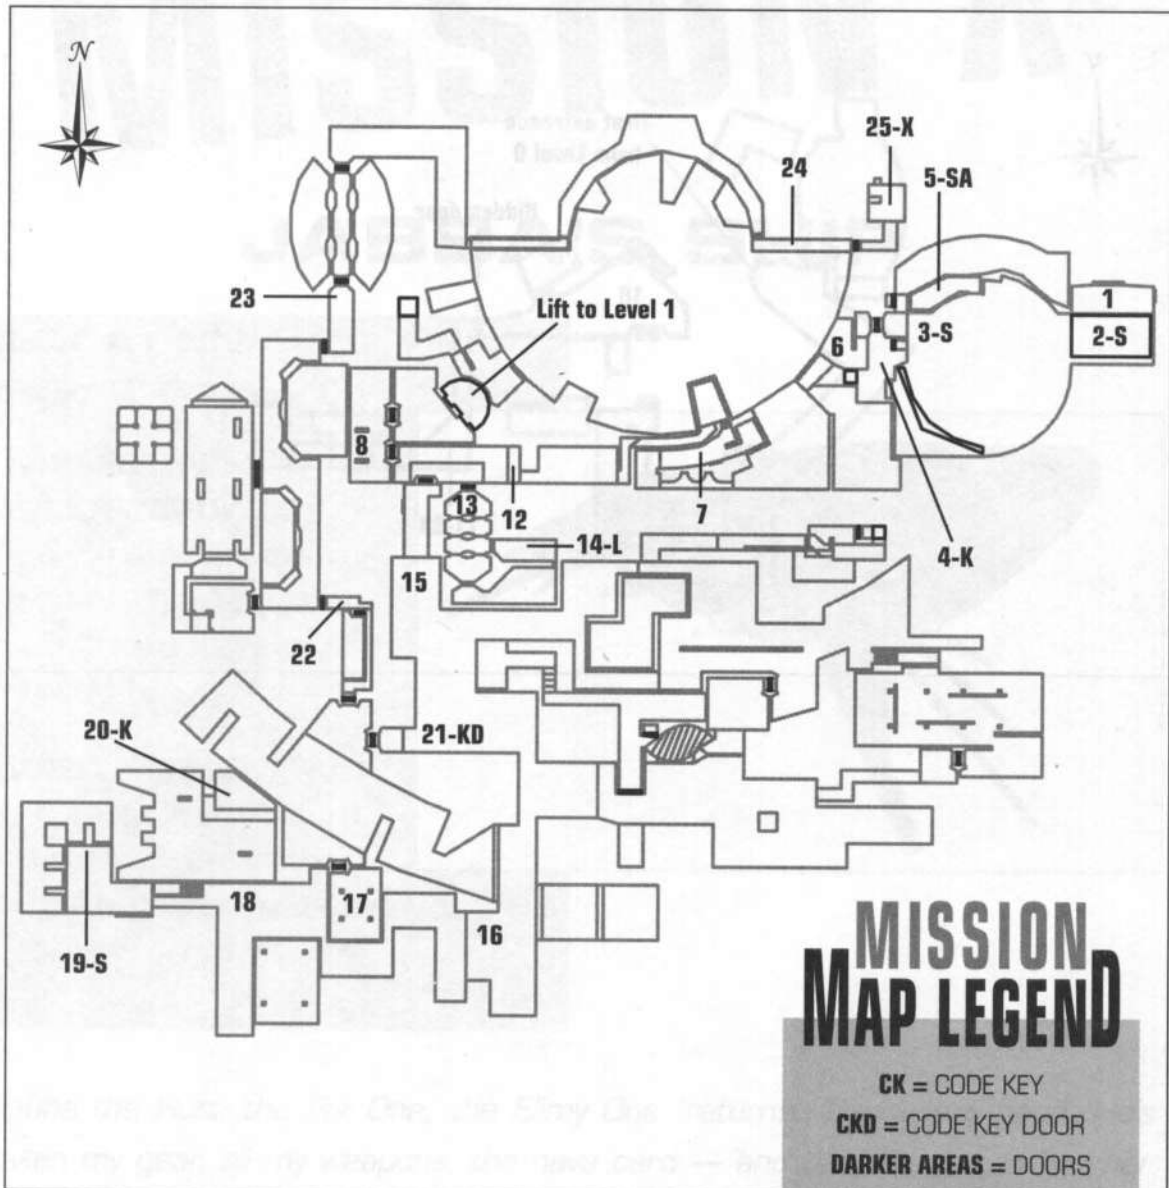 N
25-X
24
5-SA
23
Lift to Level 1
1
2-S
3-S
6
8
13
12
7
14-L
4-K
15
22
20-K
21-KD
18
17
16
19-S
MISSION
MAP LEGEND
CK = CODE KEY
CKD = CODE KEY DOOR
DARKER AREAS = DOORS